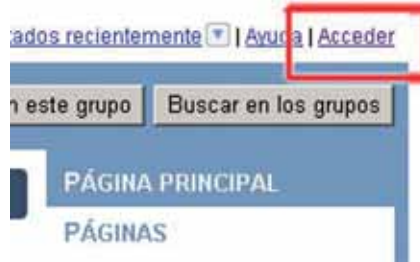 ados recientemente | Ayuda | Acceder
n este grupo Buscar en los grupos
PÁGINA PRINCIPAL
PÁGINAS